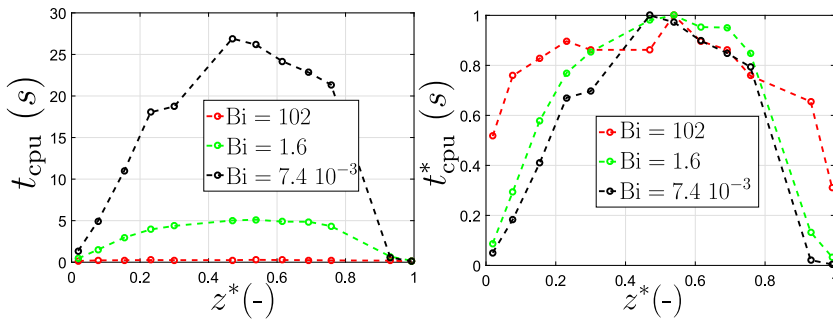 30
25
20
15
10
5
0
0
0.2
0.4
0.6
0.8
1
t_cpu (s)
z*(-)
Bi = 102
Bi = 1.6
Bi = 7.4 10^-3
1
0.8
0.6
0.4
0.2
0
0
0.2
0.4
0.6
0.8
t*_cpu (s)
z*(-)
Bi = 102
Bi = 1.6
Bi = 7.4 10^-3